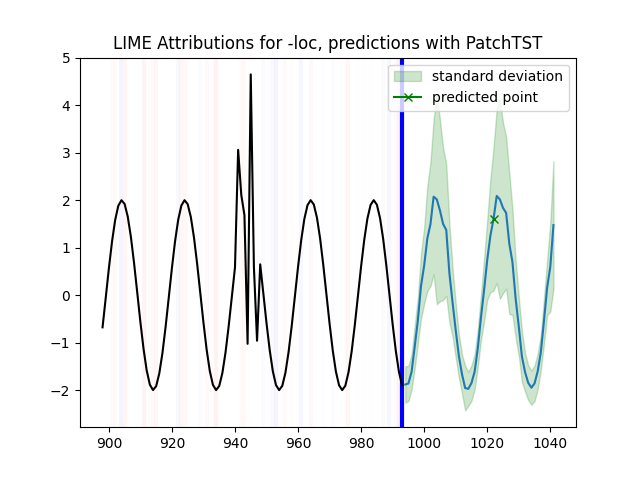 LIME Attributions for -loc, predictions with PatchTST
standard deviation
predicted point
5
4
3
2
1
0
−1
−2
900 920 940 960 980 1000 1020 1040